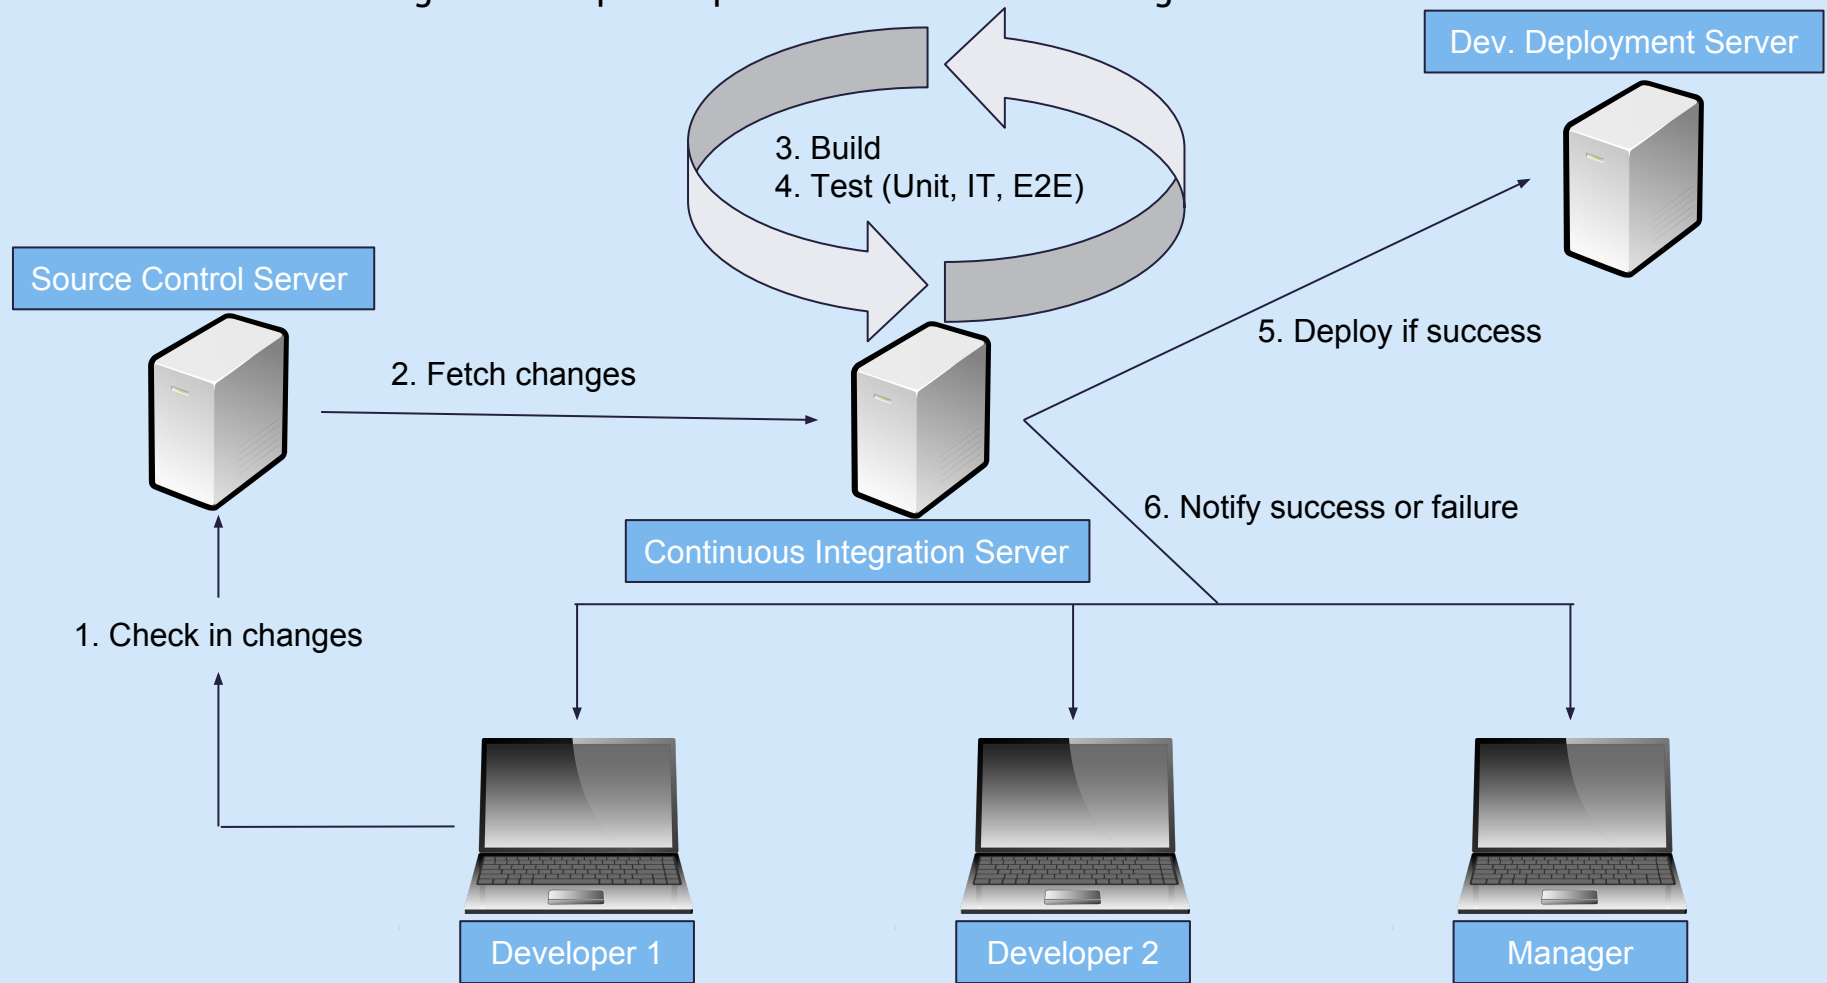 Dev. Deployment Server
3. Build
4. Test (Unit, IT, E2E)
Source Control Server
5. Deploy if success
2. Fetch changes
6. Notify success or failure
Continuous Integration Server
1. Check in changes
Developer 1
Developer 2
Manager